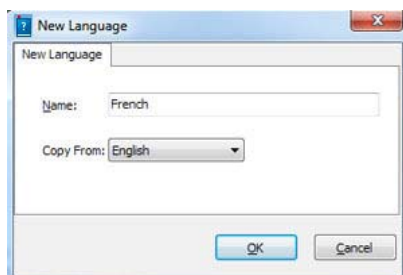 New Language
New Language
Name: French
Copy From: English
OK Cancel